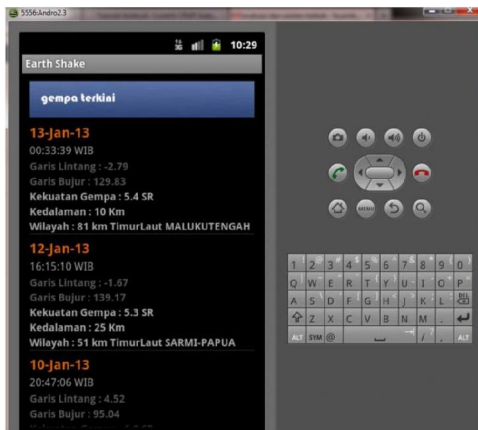 5556:Andro2.3
3G 10:29
Earth Shake
gempa terkini
13-Jan-13
00:33:39 WIB
Garis Lintang : -2.79
Garis Bujur : 129.83
Kekuatan Gempa : 5.4 SR
Kedalaman : 10 Km
Wilayah : 81 km TimurLaut MALUKUTENGAH
12-Jan-13
16:15:10 WIB
Garis Lintang : -1.67
Garis Bujur : 139.17
Kekuatan Gempa : 5.3 SR
Kedalaman : 25 Km
Wilayah : 51 km TimurLaut SARMI-PAPUA
10-Jan-13
20:47:06 WIB
Garis Lintang : 4.52
Garis Bujur : 95.04
MENU
1 2 3 4 5 6 7 8 9 0
Q W E R T Y U I O P
A S D F G H J K L DEL
Z X C V B N M .
ALT SYM @ / , ALT